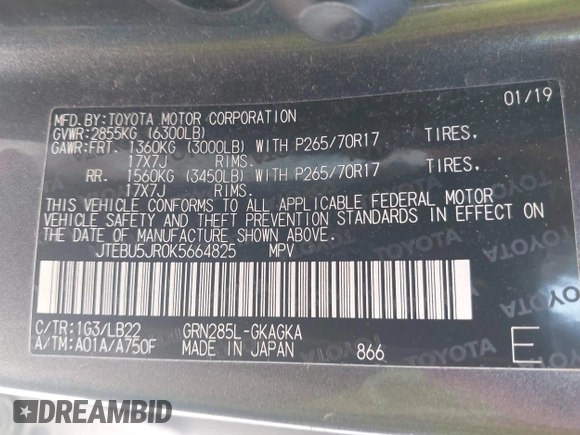 MFD. BY:TOYOTA MOTOR CORPORATION 01/19
GVWR:2855KG (6300LB)
GAWR:FRT. 1360KG (3000LB) WITH P265/70R17 TIRES.
17X7J RIMS.
RR. 1560KG (3450LB) WITH P265/70R17 TIRES.
17X7J RIMS.
THIS VEHICLE CONFORMS TO ALL APPLICABLE FEDERAL MOTOR
VEHICLE SAFETY AND THEFT PREVENTION STANDARDS IN EFFECT ON
THE DATE OF MANUFACTURE SHOWN ABOVE.
JTEBU5JR0K5664825 MPV
C/TR:1G3/LB22 GRN285L-GKAGKA
A/TM:A01A/A750F MADE IN JAPAN 866 E
DREAMBID